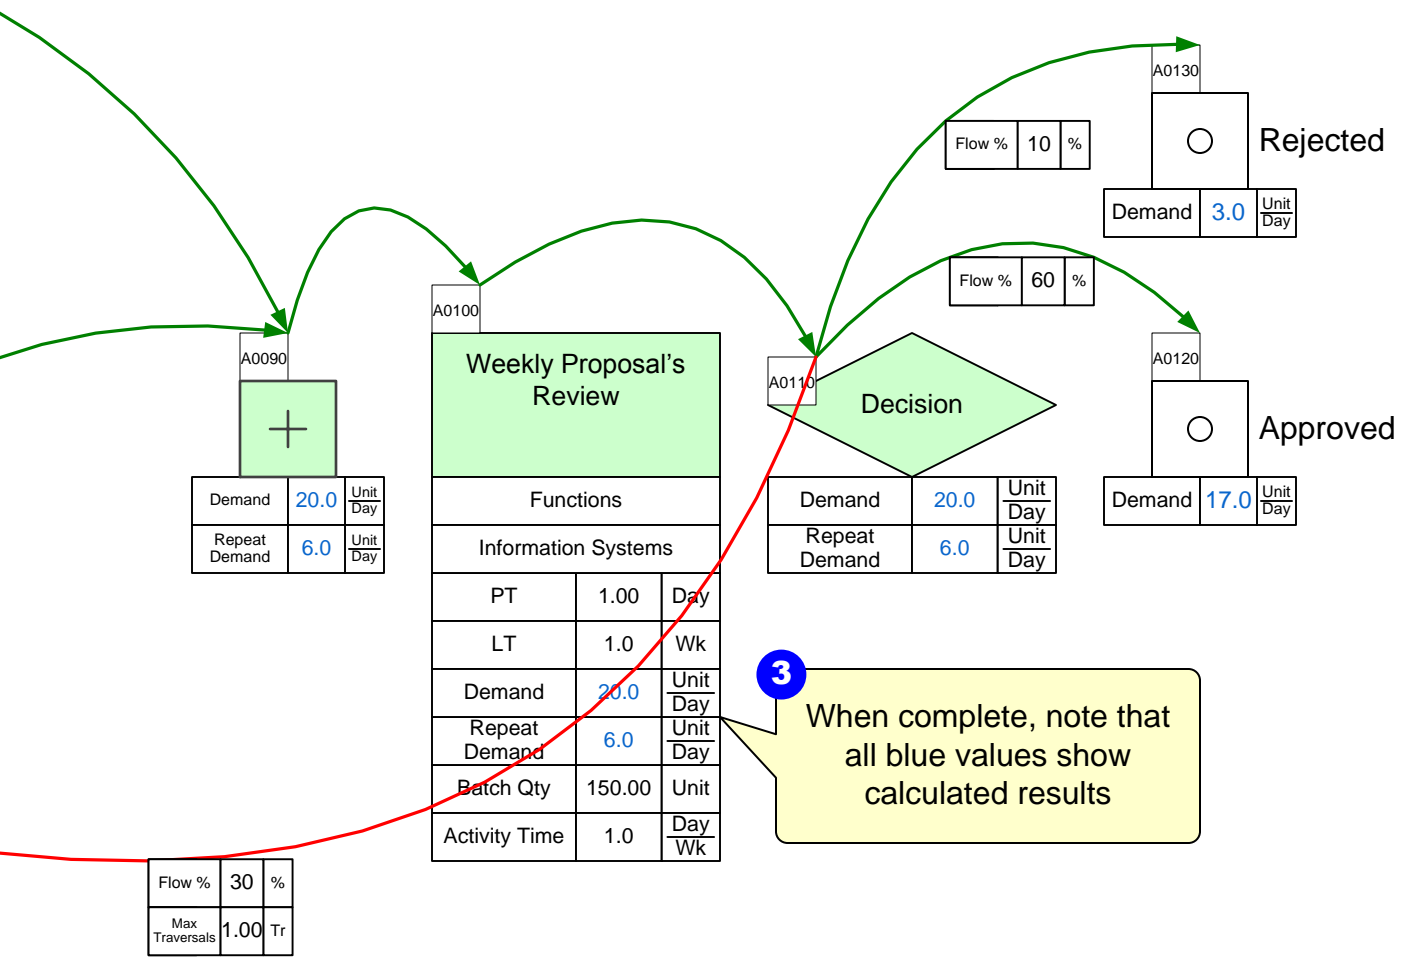 A0130
Flow % 10 %
Rejected
Demand 3.0 Unit
Day
Flow % 60 %
A0100
A0090
Weekly Proposal’s
Review
A0110
Decision
A0120
Approved
Demand 20.0 Unit
Day
Repeat
Demand 6.0 Unit
Day
Functions
Information Systems
PT 1.00 Day
LT 1.0 Wk
Demand 20.0 Unit
Day
Repeat
Demand 6.0 Unit
Day
Batch Qty 150.00 Unit
Activity Time 1.0 Day
Wk
Demand 20.0 Unit
Day
Repeat
Demand 6.0 Unit
Day
Demand 17.0 Unit
Day
3
When complete, note that
all blue values show
calculated results
Flow % 30 %
Max
Traversals 1.00 Tr